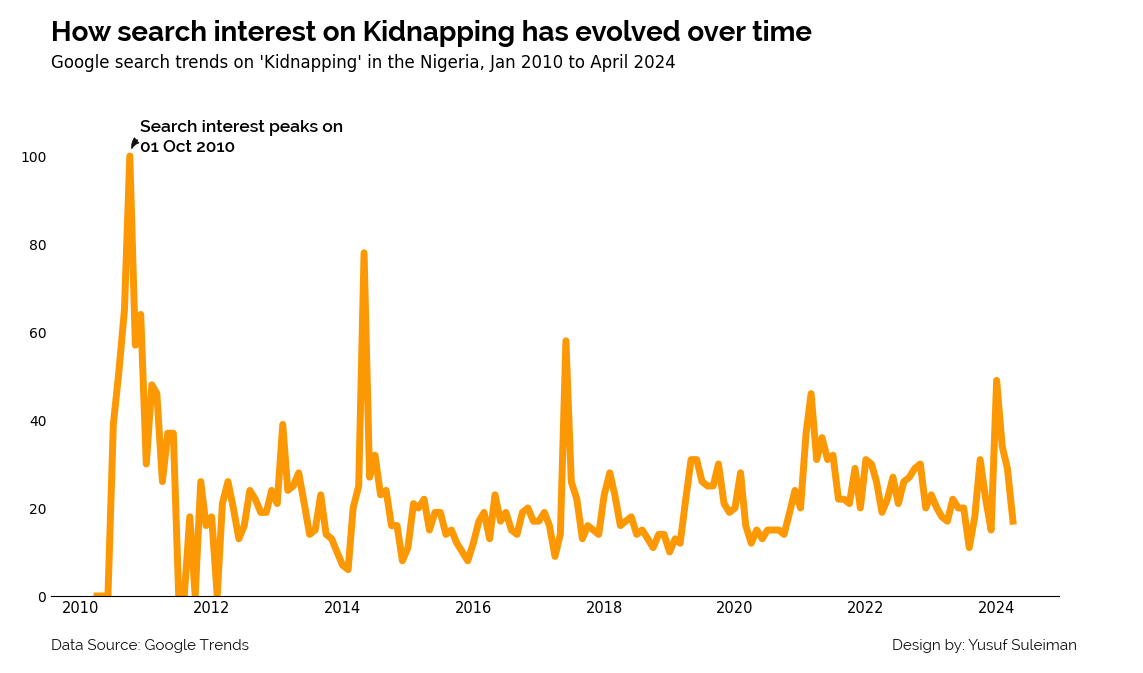 How search interest on Kidnapping has evolved over time
Google search trends on 'Kidnapping' in the Nigeria, Jan 2010 to April 2024
Search interest peaks on
01 Oct 2010
100
80
60
40
20
0
2010 2012 2014 2016 2018 2020 2022 2024
Data Source: Google Trends
Design by: Yusuf Suleiman